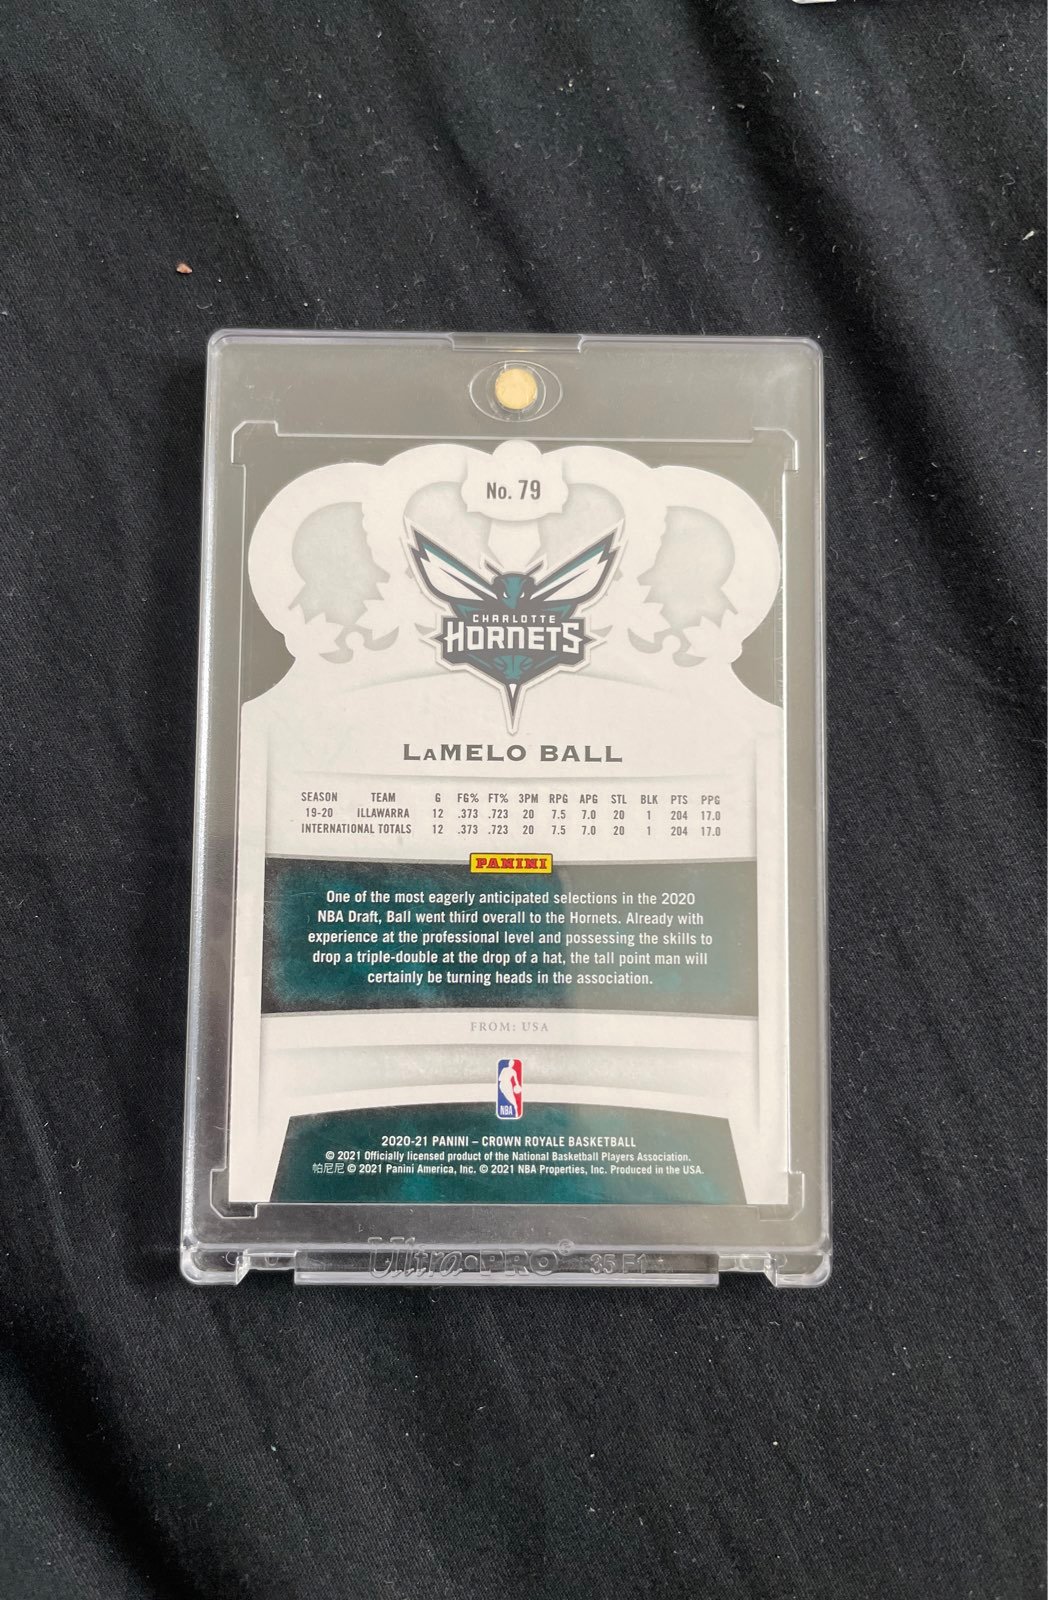 No. 79
CHARLOTTE
HORNETS
LaMELO BALL
SEASON TEAM G FG% FT% 3PM RPG APG STL BLK PTS PPG
19-20 ILLAWARRA 12 .373 .723 20 7.5 7.0 20 1 204 17.0
INTERNATIONAL TOTALS 12 .373 .723 20 7.5 7.0 20 1 204 17.0
PANINI
One of the most eagerly anticipated selections in the 2020
NBA Draft, Ball went third overall to the Hornets. Already with
experience at the professional level and possessing the skills to
drop a triple-double at the drop of a hat, the tall point man will
certainly be turning heads in the association.
FROM: USA
NBA
2020-21 PANINI – CROWN ROYALE BASKETBALL
© 2021 Officially licensed product of the National Basketball Players Association.
帕尼尼 © 2021 Panini America, Inc. © 2021 NBA Properties, Inc. Produced in the USA.
Ultra•PRO® 35 F1